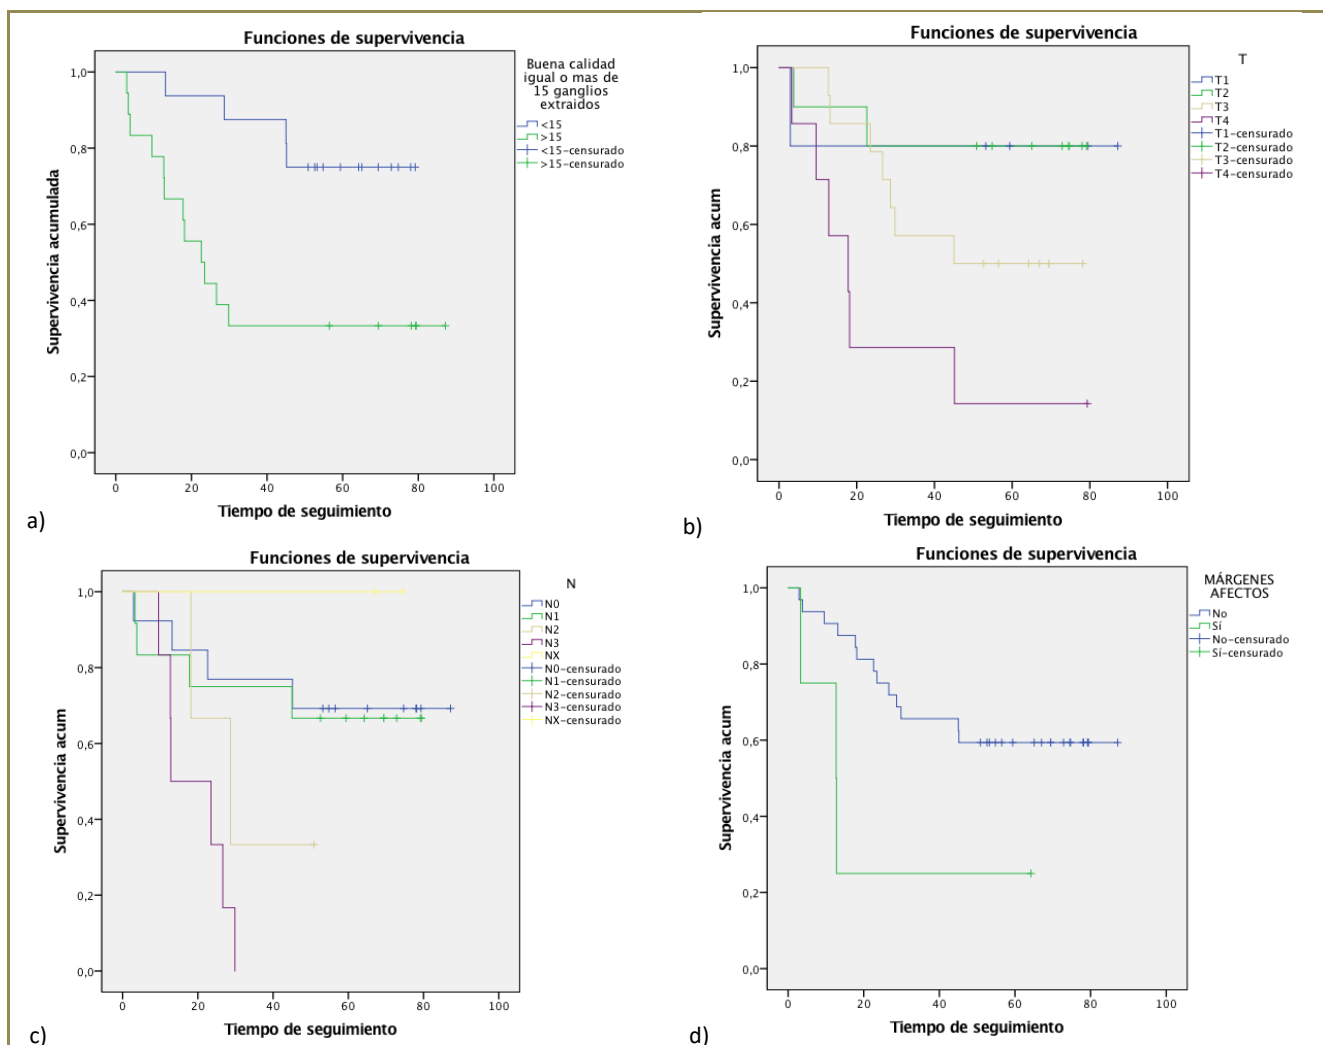 Funciones de supervivencia
Buena calidad
igual o mas de
15 ganglios
extraidos
<15
>15
<15-censurado
>15-censurado
Supervivencia acumulada
1,0
0,8
0,6
0,4
0,2
0,0
0
20
40
60
80
100
Tiempo de seguimiento
a)
Funciones de supervivencia
T
T1
T2
T3
T4
T1-censurado
T2-censurado
T3-censurado
T4-censurado
Supervivencia acum
1,0
0,8
0,6
0,4
0,2
0,0
0
20
40
60
80
100
Tiempo de seguimiento
b)
Funciones de supervivencia
N
N0
N1
N2
N3
NX
N0-censurado
N1-censurado
N2-censurado
N3-censurado
NX-censurado
Supervivencia acum
1,0
0,8
0,6
0,4
0,2
0,0
0
20
40
60
80
100
Tiempo de seguimiento
c)
Funciones de supervivencia
MÁRGENES
AFECTOS
No
Sí
No-censurado
Sí-censurado
Supervivencia acum
1,0
0,8
0,6
0,4
0,2
0,0
0
20
40
60
80
100
Tiempo de seguimiento
d)